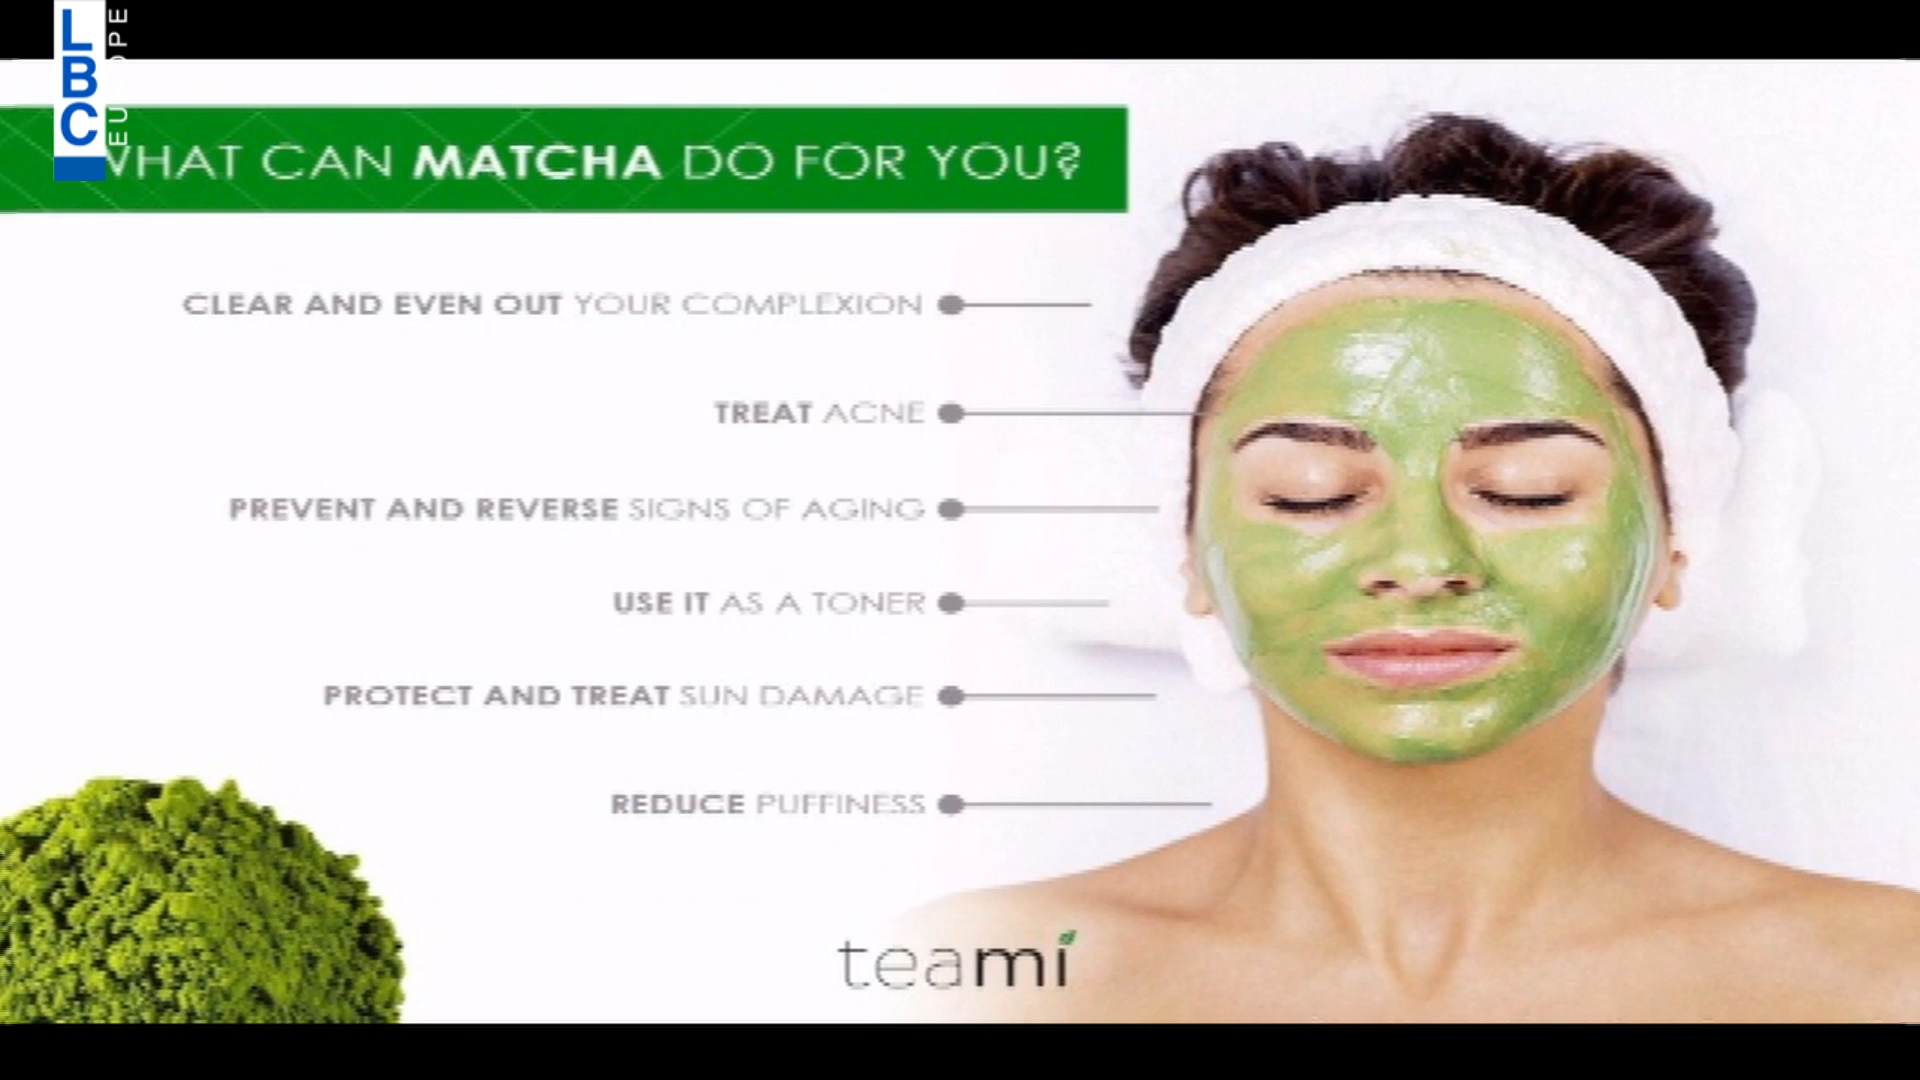 LBC
EUROPE
WHAT CAN MATCHA DO FOR YOU?
CLEAR AND EVEN OUT YOUR COMPLEXION
TREAT ACNE
PREVENT AND REVERSE SIGNS OF AGING
USE IT AS A TONER
PROTECT AND TREAT SUN DAMAGE
REDUCE PUFFINESS
teami